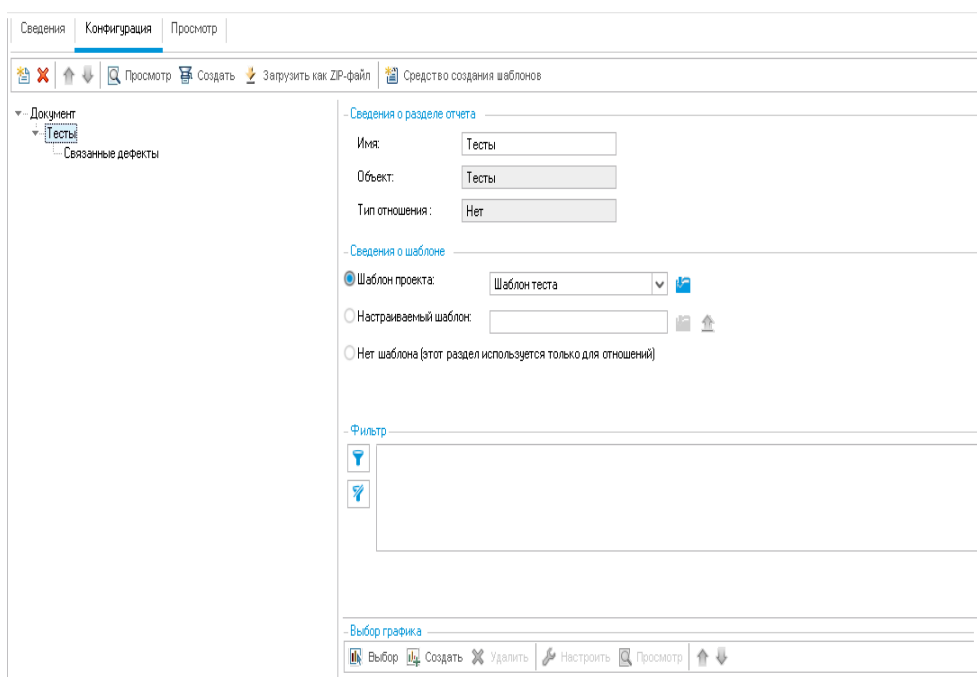 Сведения Конфигурация Просмотр
Просмотр Создать Загрузить как ZIP-файл Средство создания шаблонов
Документ
Тесты
Связанные дефекты
Сведения о разделе отчета
Имя: Тесты
Объект: Тесты
Тип отношения : Нет
Сведения о шаблоне
Шаблон проекта: Шаблон теста
Настраиваемый шаблон:
Нет шаблона (этот раздел используется только для отношений)
Фильтр
Выбор графика
Выбор Создать Удалить Настроить Просмотр